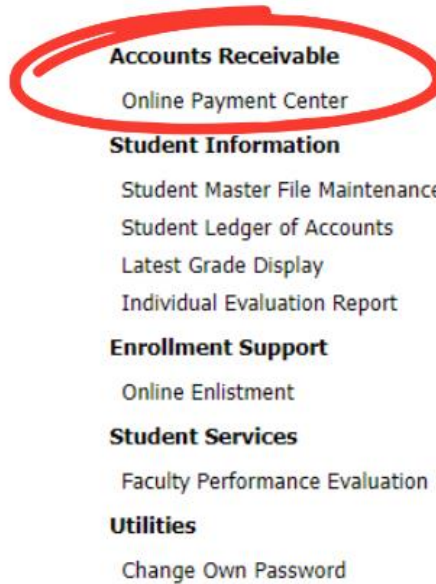 Accounts Receivable
Online Payment Center
Student Information
Student Master File Maintenance
Student Ledger of Accounts
Latest Grade Display
Individual Evaluation Report
Enrollment Support
Online Enlistment
Student Services
Faculty Performance Evaluation
Utilities
Change Own Password